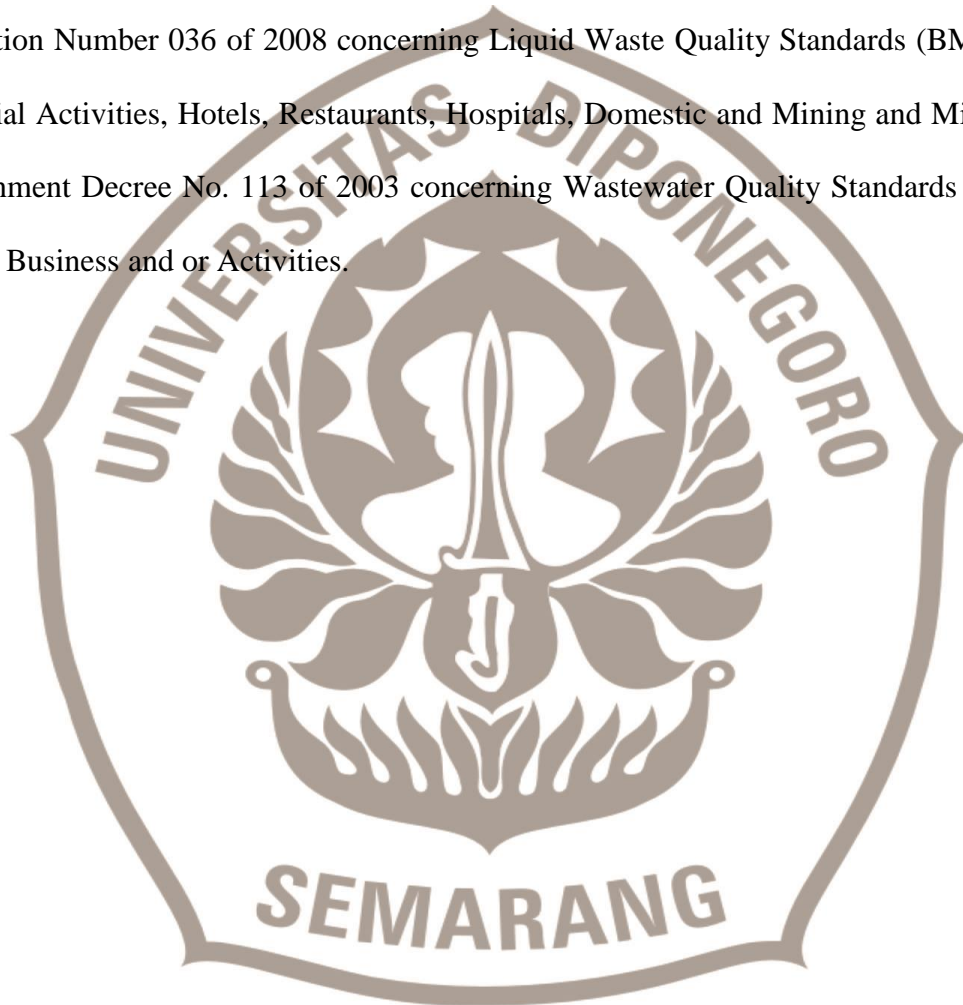 tion Number 036 of 2008 concerning Liquid Waste Quality Standards (BM
ial Activities, Hotels, Restaurants, Hospitals, Domestic and Mining and Mi
nment Decree No. 113 of 2003 concerning Wastewater Quality Standards
Business and or Activities.
UNIVERSITAS DIPONEGORO
SEMARANG